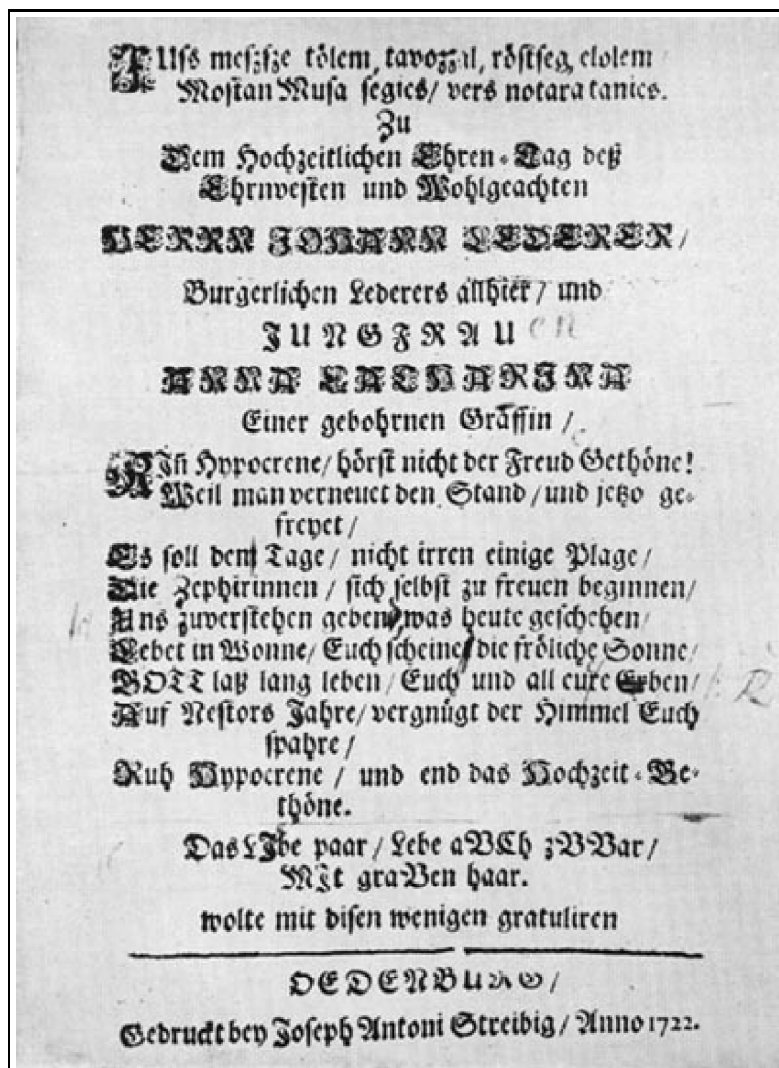 FUſs meſzſze tölem, tavozzal, röſtſeg, elolem /
Moſtan Muſa ſegics / vers notara tanics.
Zu
Dem Hochzeitlichen Ehren-Tag deß
Ehrnveſten und Wohlgeachten
HERRN JOHANN LEDERER /
Burgerlichen Lederers allhier / und
JUNGFRAU en
ANNA CATHARINA
Einer gebohrnen Gräffin /
Hypocrene / hörſt nicht der Freud Gethöne!
Weil man verneuet den Stand / und jetzo ge-
freyet /
Es ſoll dem Tage / nicht irren einige Plage /
Die Zephirinnen / ſich ſelbſt zu freuen beginnen /
Uns zuverſtehen geben / was heute geſchehen /
Lebet in Wonne / Euch ſcheine die fröliche Sonne /
GOTT laß lang leben / Euch und all eure Erben /
Auf Neſtors Jahre / vergnügt der Himmel Euch
ſpahre /
Ruh Hyppocrene / und end das Hochzeit-Ge-
thöne.
Das LIbe paar / Lebe aVCh zVVar /
MIt graVen haar.
wolte mit diſen wenigen gratuliren
OEDENBURG /
Gedruckt bey Joſeph Antoni Streibig / Anno 1722.